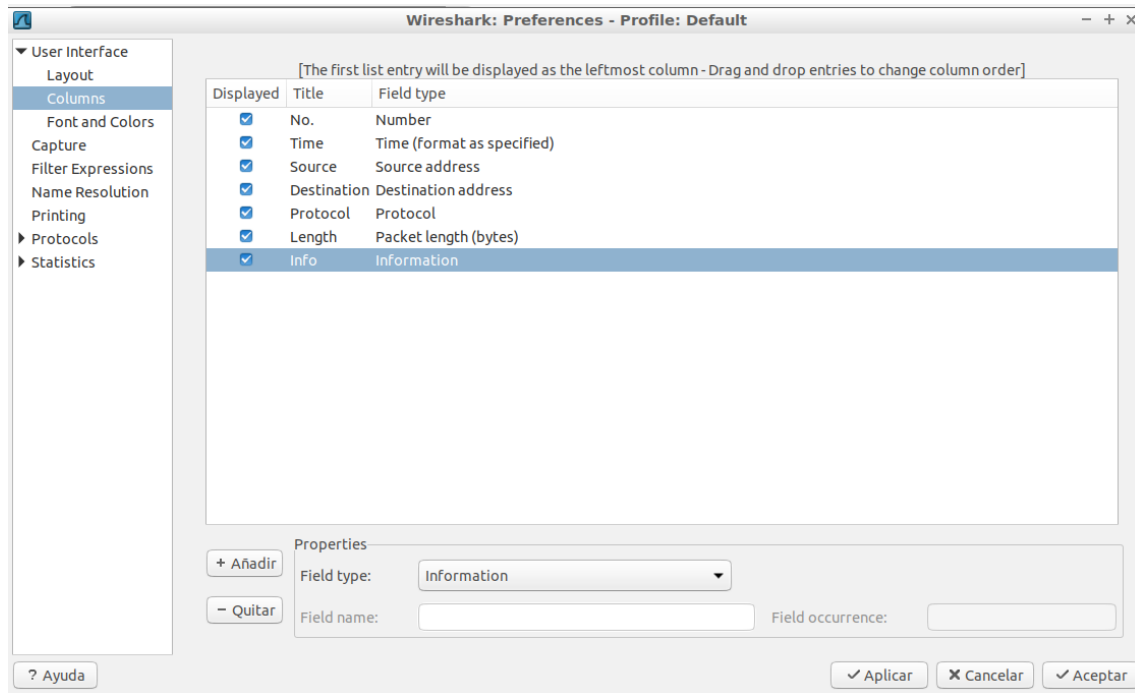 Wireshark: Preferences - Profile: Default
User Interface
Layout
Columns
Font and Colors
Capture
Filter Expressions
Name Resolution
Printing
Protocols
Statistics
[The first list entry will be displayed as the leftmost column - Drag and drop entries to change column order]
Displayed Title Field type
No. Number
Time Time (format as specified)
Source Source address
Destination Destination address
Protocol Protocol
Length Packet length (bytes)
Info Information
Properties
+ Añadir
Field type: Information
− Quitar
Field name: Field occurrence:
? Ayuda Aplicar Cancelar Aceptar